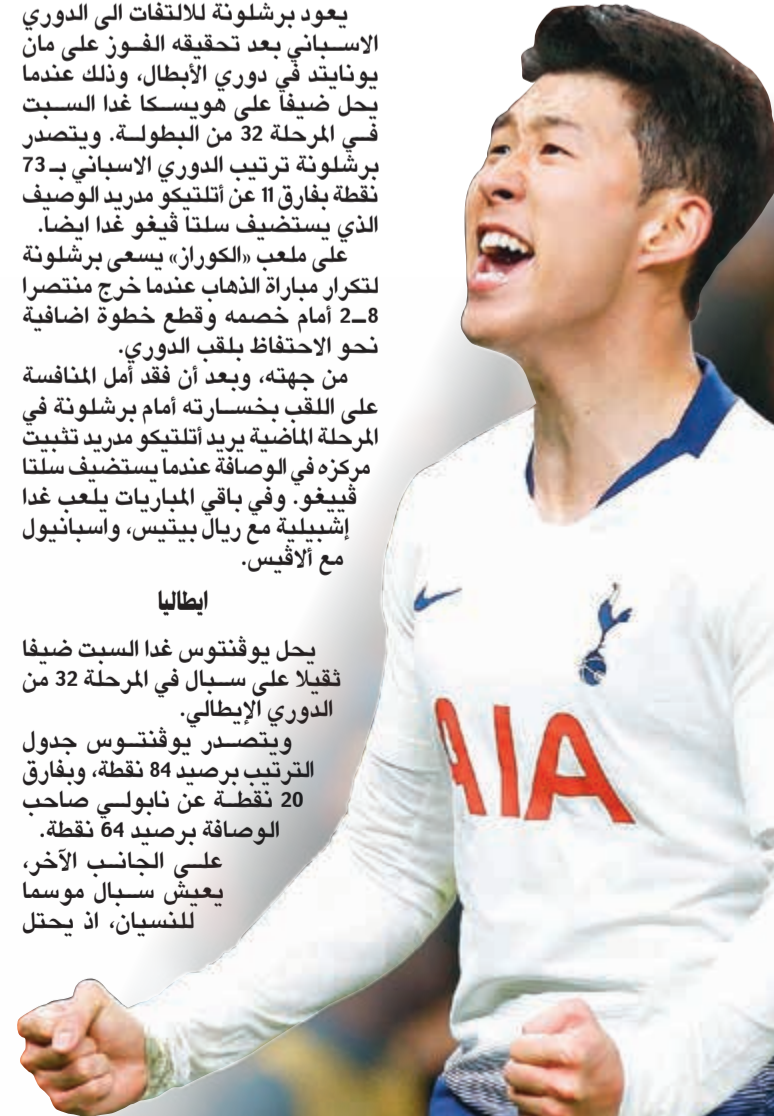 يعود برشلونة للالتفات الى الدوري
الاسباني بعد تحقيقه الفوز على مان
يونايتد في دوري الأبطال، وذلك عندما
يحل ضيفا على هويسكا غدا السبت
في المرحلة 32 من البطولة. ويتصدر
برشلونة ترتيب الدوري الاسباني بـ 73
نقطة بفارق 11 عن أتلتيكو مدريد الوصيف
الذي يستضيف سلتا ڤيغو غدا ايضا.
على ملعب «الكوراز» يسعى برشلونة
لتكرار مباراة الذهاب عندما خرج منتصرا
8ــ2 أمام خصمه وقطع خطوة اضافية
نحو الاحتفاظ بلقب الدوري.
من جهته، وبعد أن فقد أمل المنافسة
على اللقب بخسارته أمام برشلونة في
المرحلة الماضية يريد أتلتيكو مدريد تثبيت
مركزه في الوصافة عندما يستضيف سلتا
ڤييغو. وفي باقي المباريات يلعب غدا
إشبيلية مع ريال بيتيس، واسبانيول
مع ألاڤيس.
ايطاليا
يحل يوڤنتوس غدا السبت ضيفا
ثقيلا على سبال في المرحلة 32 من
الدوري الإيطالي.
ويتصدر يوڤنتوس جدول
الترتيب برصيد 84 نقطة، وبفارق
20 نقطة عن نابولي صاحب
الوصافة برصيد 64 نقطة.
على الجانب الآخر،
يعيش سبال موسما
للنسيان، اذ يحتل
AIA